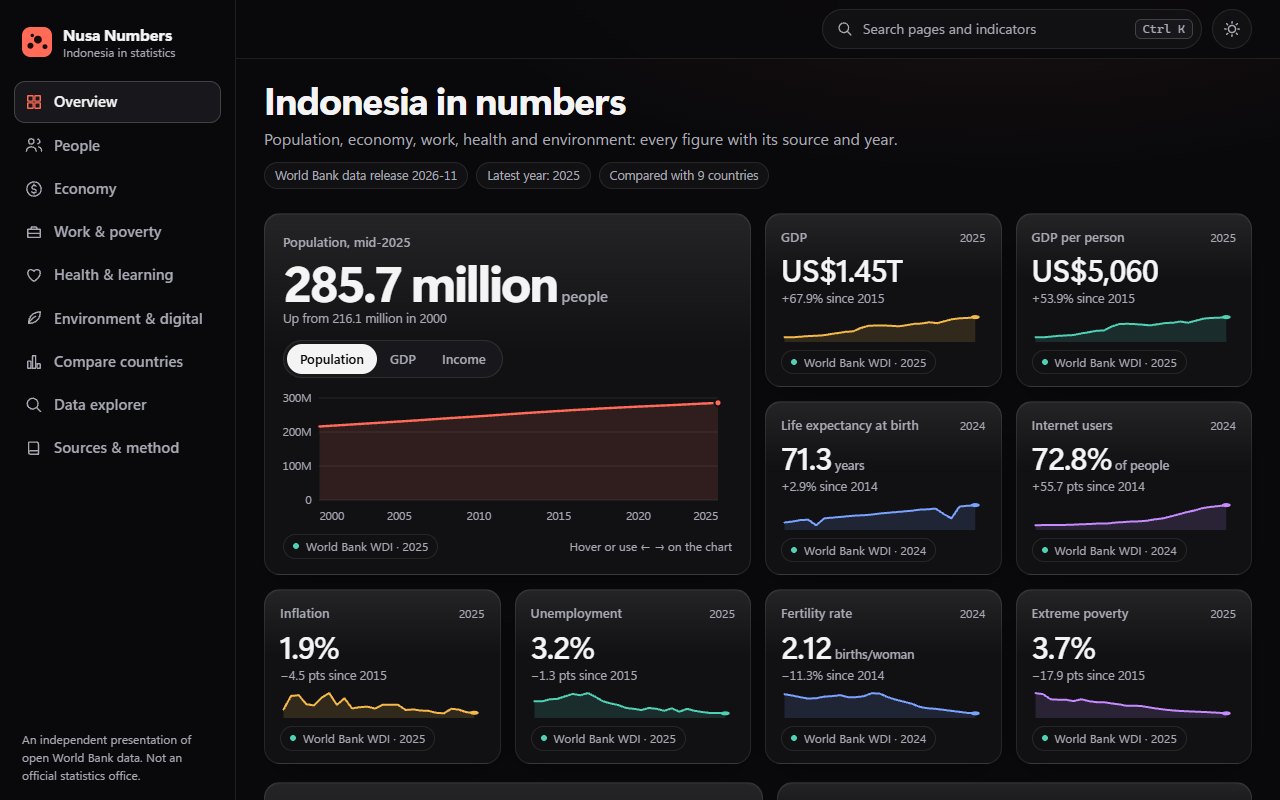 Nusa Numbers
Indonesia in statistics
Overview
People
Economy
Work & poverty
Health & learning
Environment & digital
Compare countries
Data explorer
Sources & method
An independent presentation of
open World Bank data. Not an
official statistics office.
Search pages and indicators
Ctrl K
Indonesia in numbers
Population, economy, work, health and environment: every figure with its source and year.
World Bank data release 2026-11
Latest year: 2025
Compared with 9 countries
Population, mid-2025
285.7 million people
Up from 216.1 million in 2000
Population
GDP
Income
300M
200M
100M
0
2000
2005
2010
2015
2020
2025
World Bank WDI · 2025
Hover or use ← → on the chart
GDP
2025
US$1.45T
+67.9% since 2015
World Bank WDI · 2025
GDP per person
2025
US$5,060
+53.9% since 2015
World Bank WDI · 2025
Life expectancy at birth
2024
71.3 years
+2.9% since 2014
World Bank WDI · 2024
Internet users
2024
72.8% of people
+55.7 pts since 2014
World Bank WDI · 2024
Inflation
2025
1.9%
−4.5 pts since 2015
World Bank WDI · 2025
Unemployment
2025
3.2%
−1.3 pts since 2015
World Bank WDI · 2025
Fertility rate
2024
2.12 births/woman
−11.3% since 2014
World Bank WDI · 2024
Extreme poverty
2025
3.7%
−17.9 pts since 2015
World Bank WDI · 2025